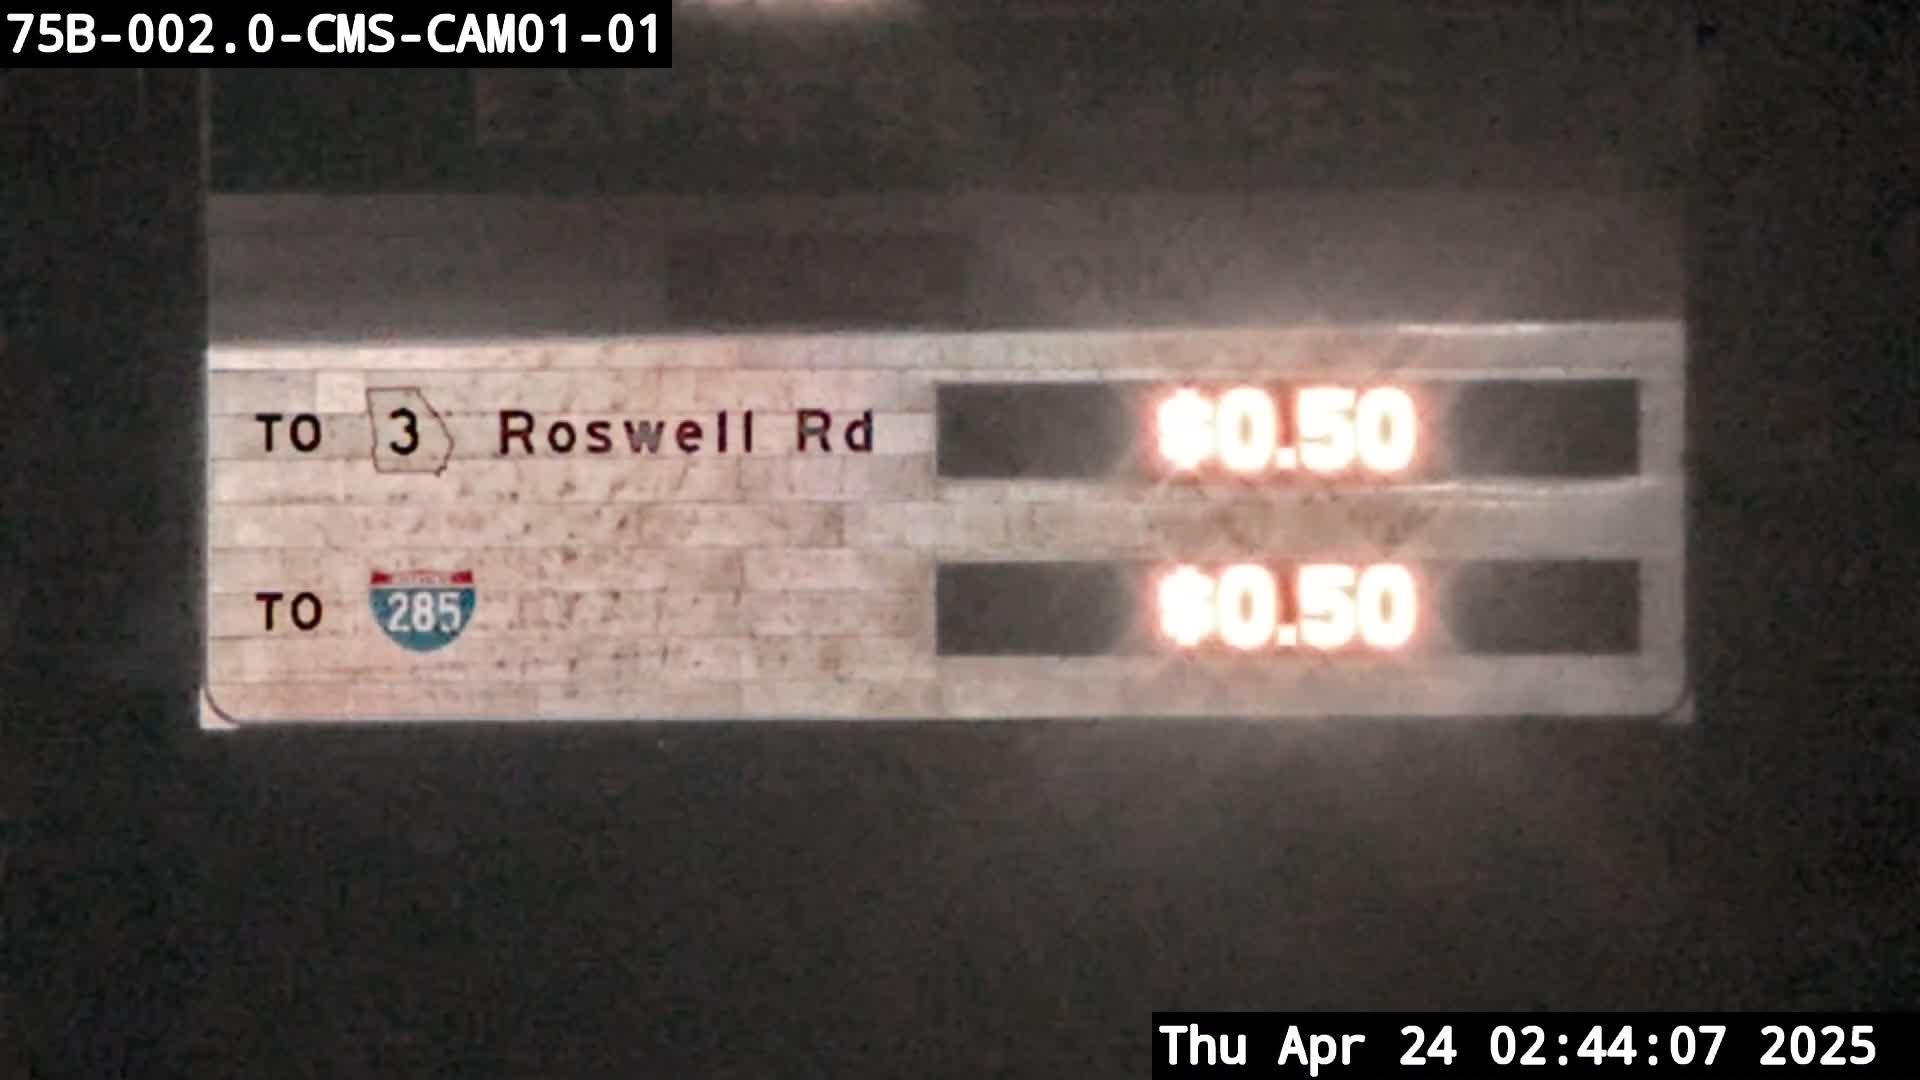 75B-002.0-CMS-CAM01-01
ONLY
TO 3 Roswell Rd $0.50
TO 285 $0.50
Thu Apr 24 02:44:07 2025